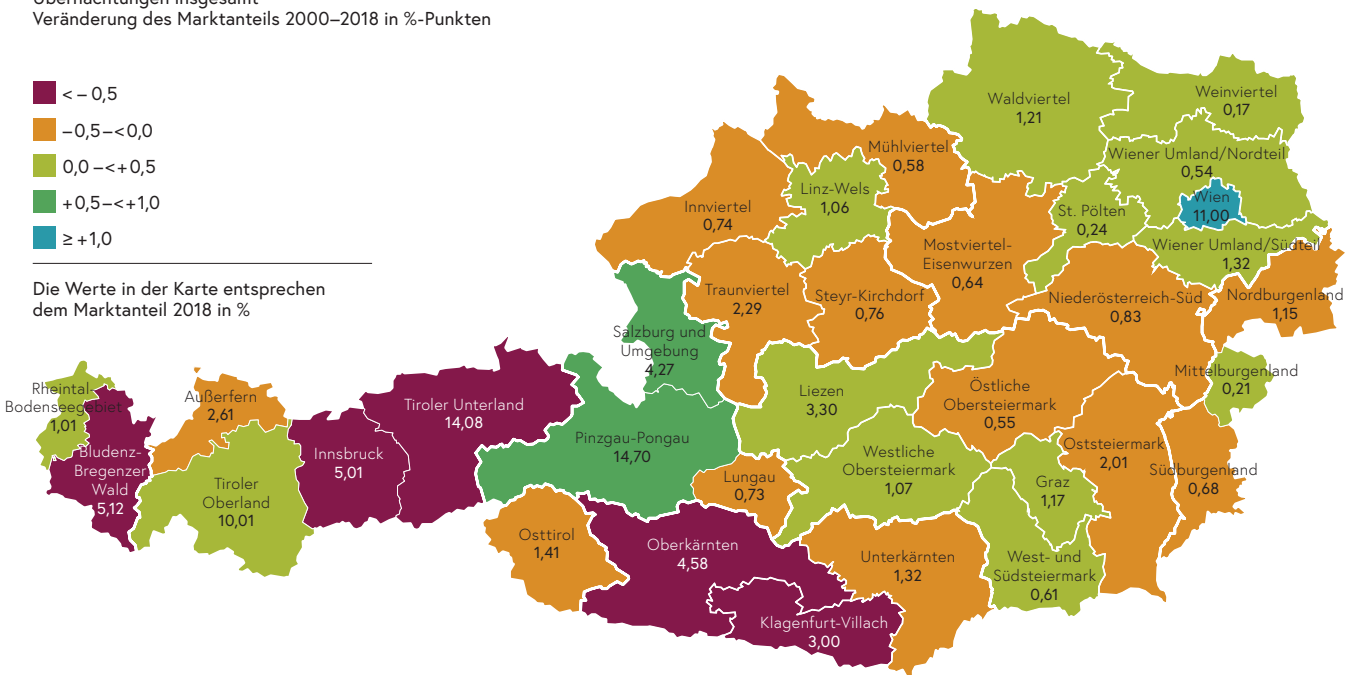 Übernachtungen insgesamt
Veränderung des Marktanteils 2000–2018 in %-Punkten
< – 0,5
–0,5–<0,0
0,0 –<+0,5
+0,5–<+1,0
≥ +1,0
Die Werte in der Karte entsprechen
dem Marktanteil 2018 in %
Waldviertel
1,21
Weinviertel
0,17
Mühlviertel
0,58
Wiener Umland/Nordteil
0,54
Linz-Wels
1,06
Wien
11,00
Innviertel
0,74
St. Pölten
0,24
Mostviertel-
Eisenwurzen
0,64
Wiener Umland/Südteil
1,32
Traunviertel
2,29
Steyr-Kirchdorf
0,76
Niederösterreich-Süd
0,83
Nordburgenland
1,15
Salzburg und
Umgebung
4,27
Mittelburgenland
0,21
Rheintal-
Bodenseegebiet
1,01
Außerfern
2,61
Tiroler Unterland
14,08
Liezen
3,30
Östliche
Obersteiermark
0,55
Pinzgau-Pongau
14,70
Bludenz-
Bregenzer
Wald
5,12
Innsbruck
5,01
Westliche
Obersteiermark
1,07
Oststeiermark
2,01
Südburgenland
0,68
Tiroler
Oberland
10,01
Lungau
0,73
Graz
1,17
Osttirol
1,41
Oberkärnten
4,58
Unterkärnten
1,32
West- und
Südsteiermark
0,61
Klagenfurt-Villach
3,00